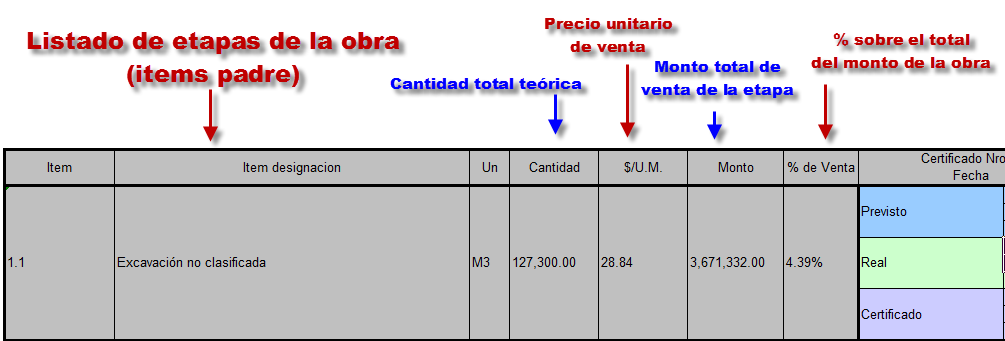 Listado de etapas de la obra
(items padre)
Cantidad total teórica
Precio unitario
de venta
Monto total de
venta de la etapa
% sobre el total
del monto de la obra
Item
Item designacion
Un
Cantidad
$/U.M.
Monto
% de Venta
Certificado Nro
Fecha
1.1
Excavación no clasificada
M3
127,300.00
28.84
3,671,332.00
4.39%
Previsto
Real
Certificado